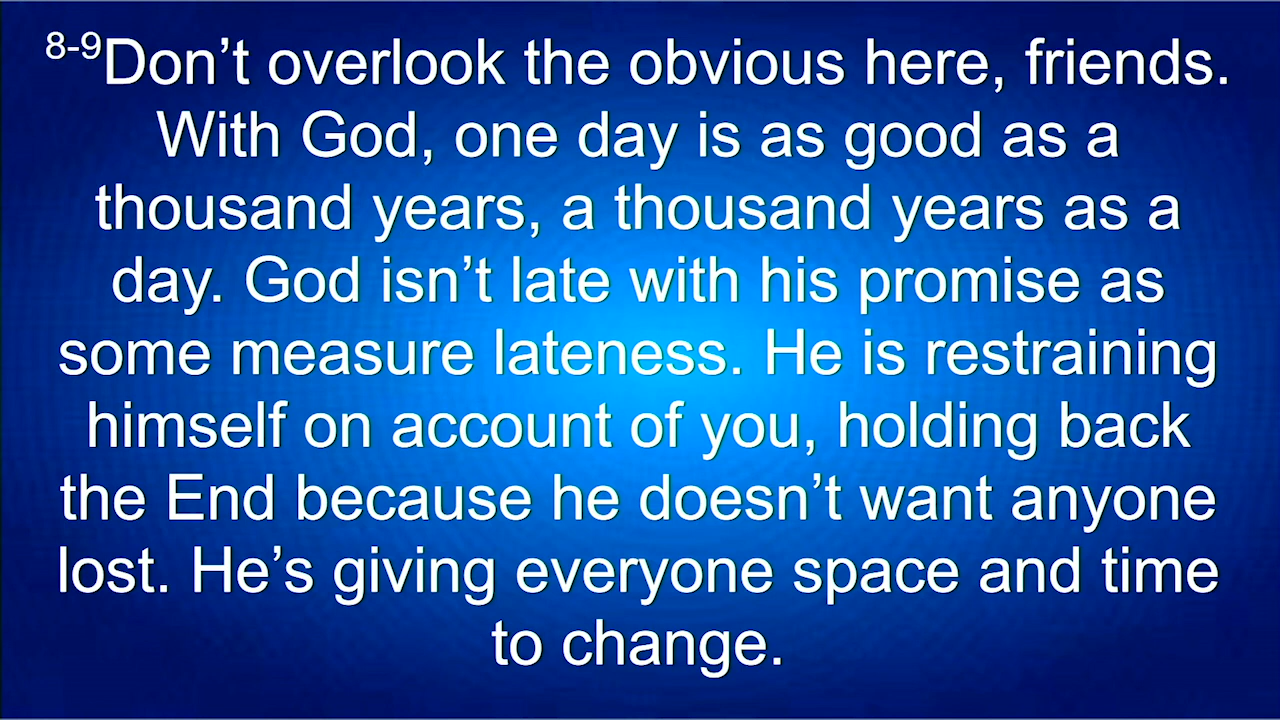 8-9Don’t overlook the obvious here, friends.
With God, one day is as good as a
thousand years, a thousand years as a
day. God isn’t late with his promise as
some measure lateness. He is restraining
himself on account of you, holding back
the End because he doesn’t want anyone
lost. He’s giving everyone space and time
to change.